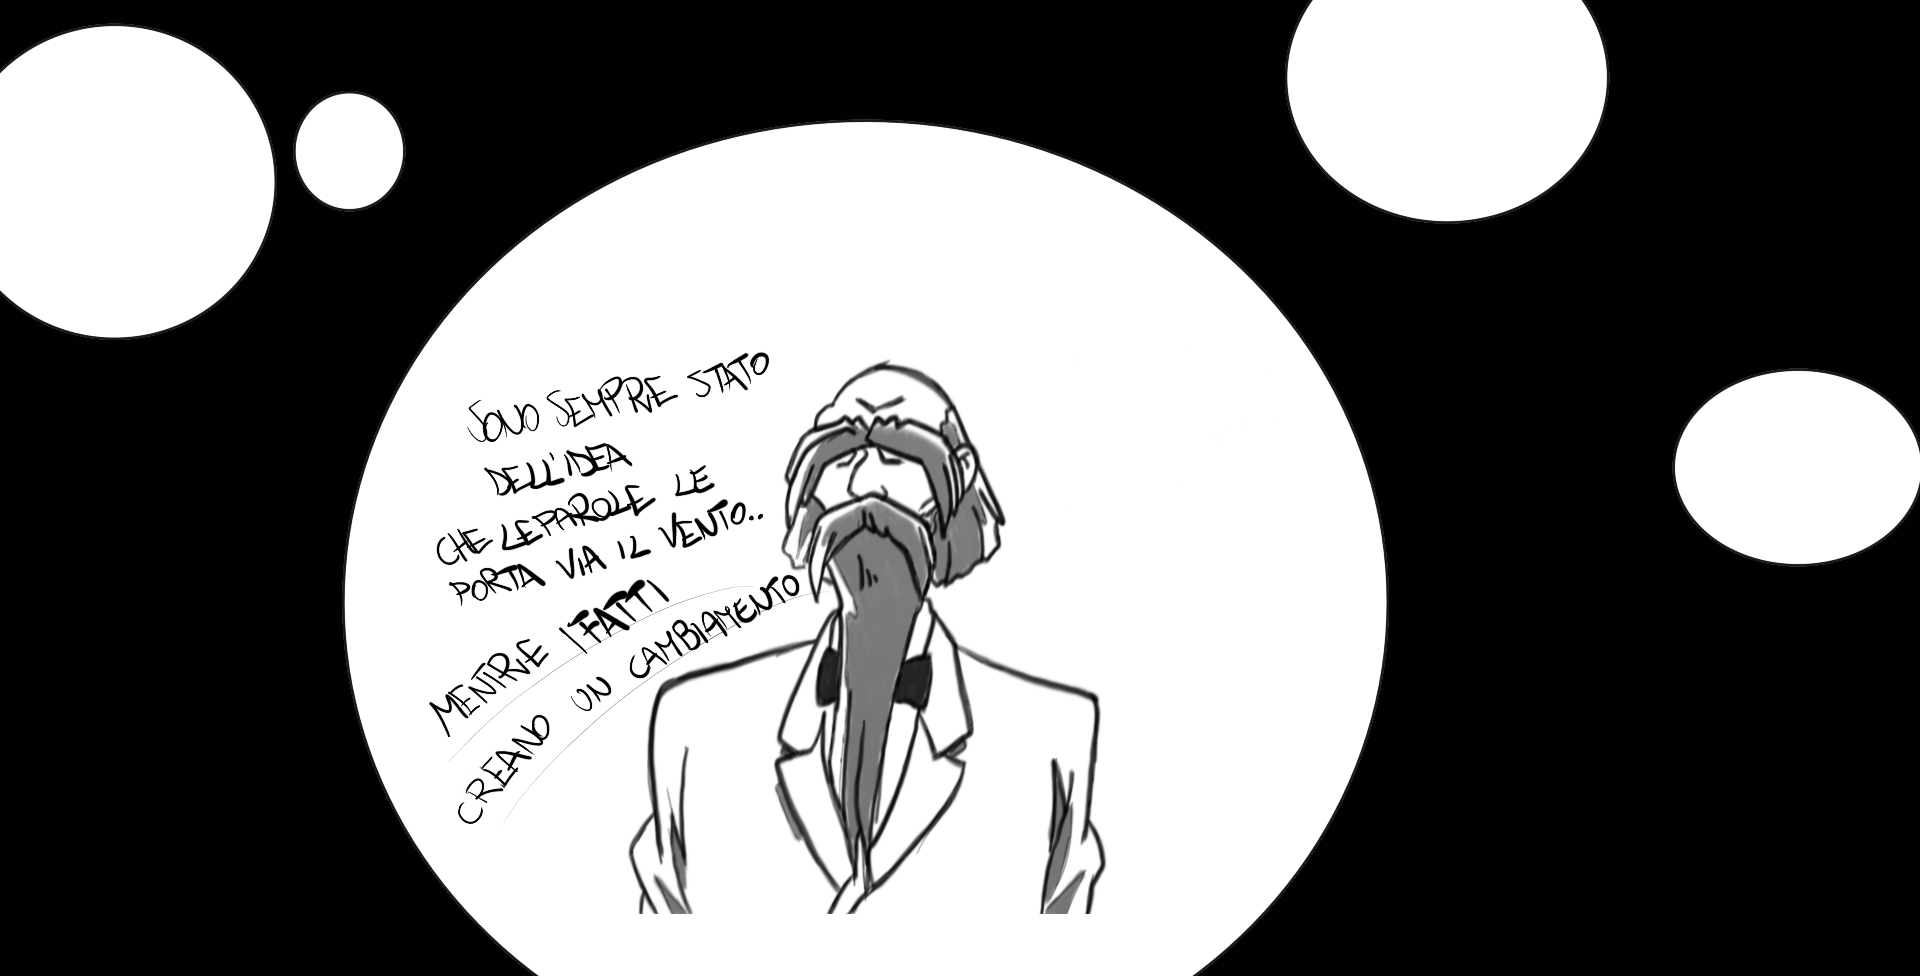 SONO SEMPRE STATO
DELL'IDEA
CHE LE PAROLE LE
PORTA VIA IL VENTO..
MENTRE I FATTI
CREANO UN CAMBIAMENTO